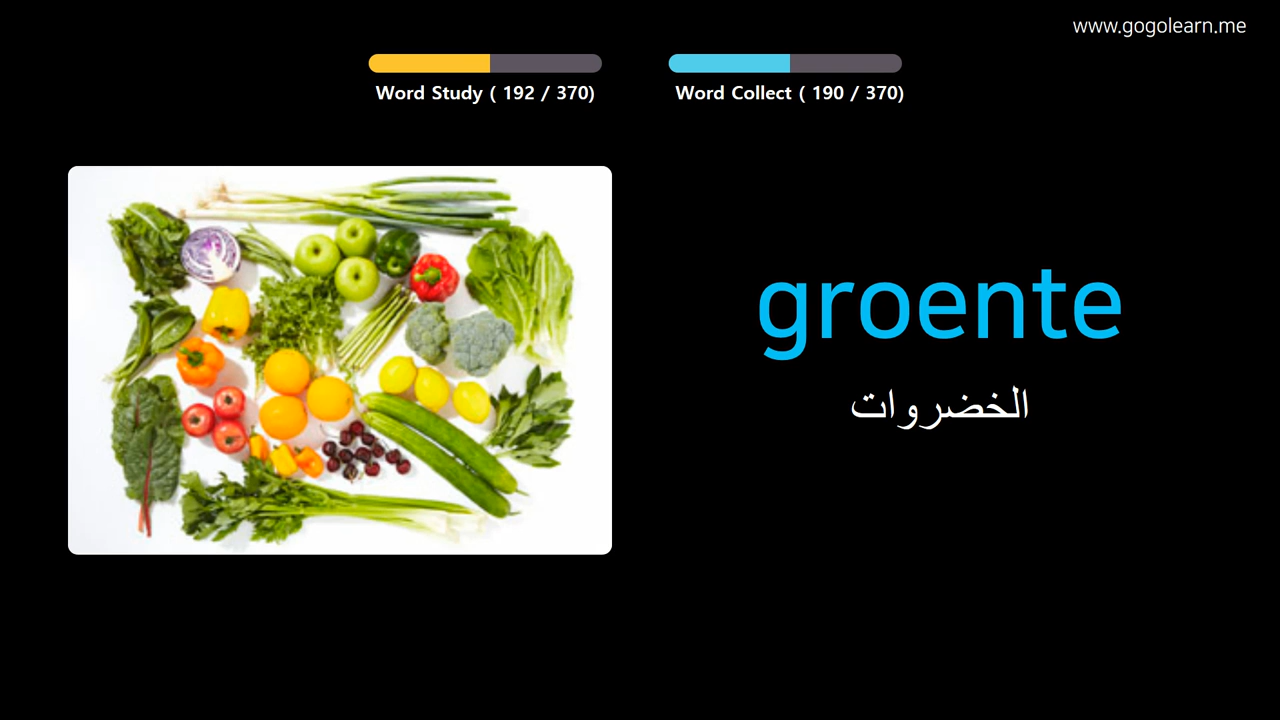 www.gogolearn.me
Word Study ( 192 / 370)
Word Collect ( 190 / 370)
groente
الخضروات